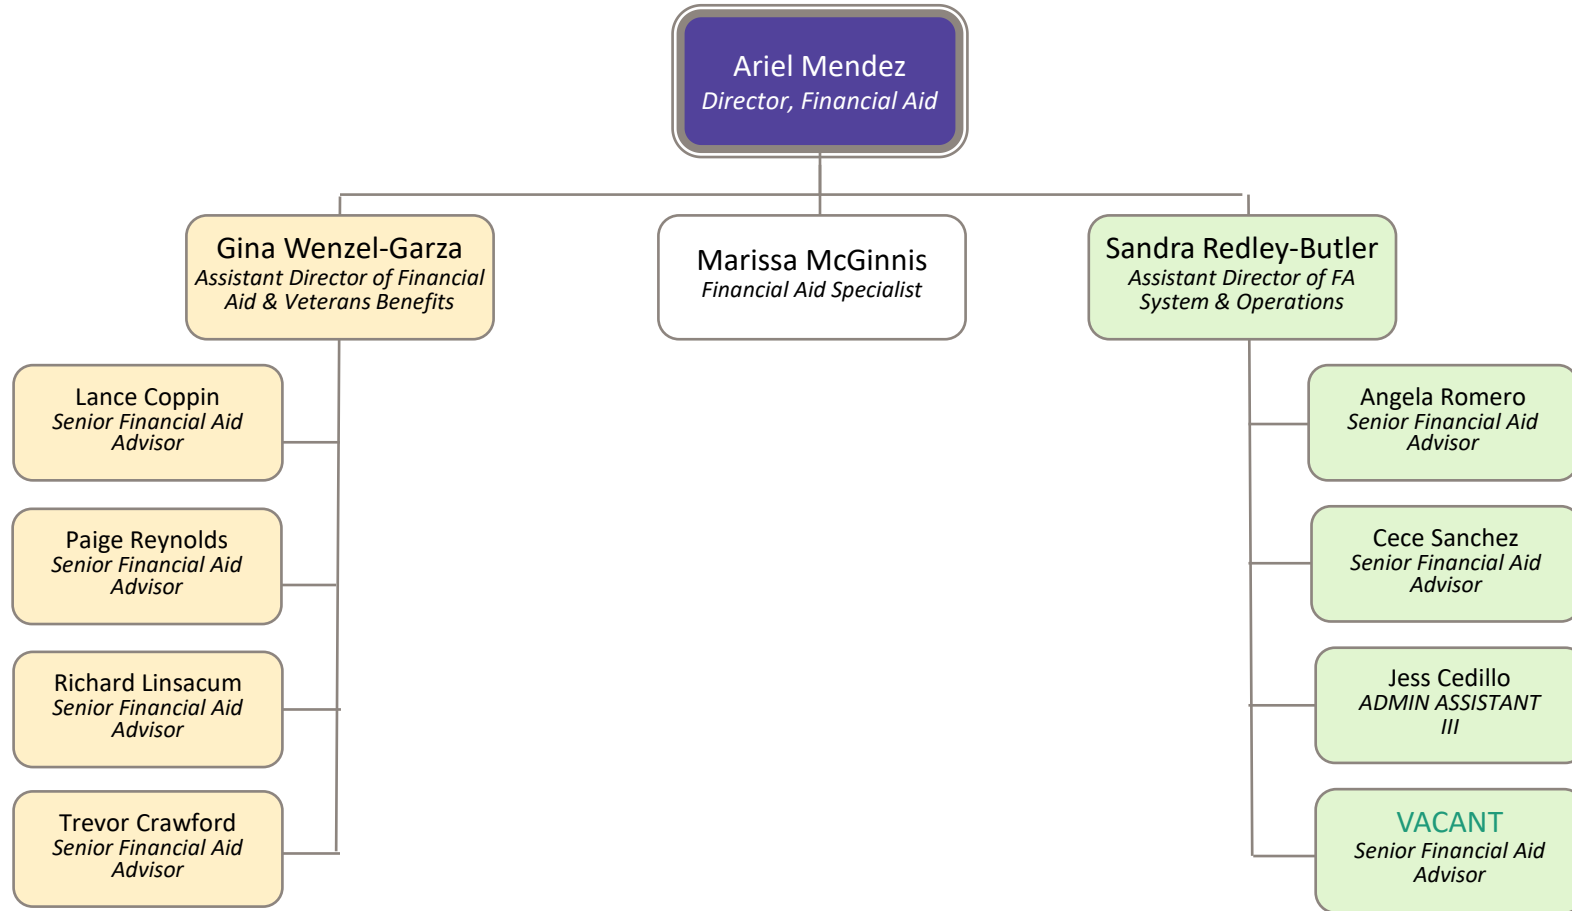 Ariel Mendez
Director, Financial Aid
Gina Wenzel-Garza
Assistant Director of Financial
Aid & Veterans Benefits
Marissa McGinnis
Financial Aid Specialist
Sandra Redley-Butler
Assistant Director of FA
System & Operations
Lance Coppin
Senior Financial Aid
Advisor
Paige Reynolds
Senior Financial Aid
Advisor
Richard Linsacum
Senior Financial Aid
Advisor
Trevor Crawford
Senior Financial Aid
Advisor
Angela Romero
Senior Financial Aid
Advisor
Cece Sanchez
Senior Financial Aid
Advisor
Jess Cedillo
ADMIN ASSISTANT
III
VACANT
Senior Financial Aid
Advisor